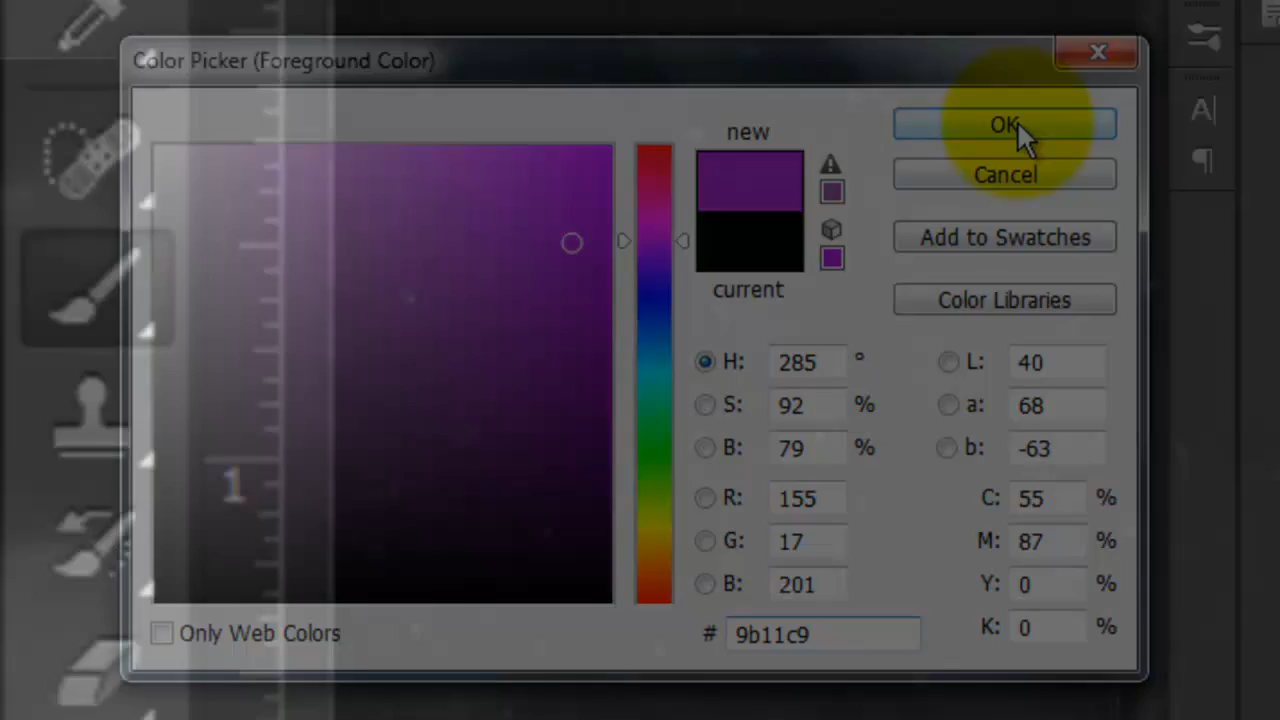 Color Picker (Foreground Color)
new
OK
Cancel
Add to Swatches
current
Color Libraries
H: 285 °
L: 40
S: 92 %
a: 68
B: 79 %
b: -63
R: 155
C: 55 %
G: 17
M: 87 %
B: 201
Y: 0 %
K: 0 %
# 9b11c9
Only Web Colors
1
A
¶